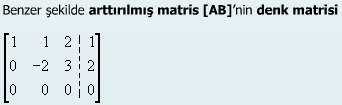 Benzer şekilde arttırılmış matris [AB]'nin denk matrisi
1 1 2 1
0 -2 3 2
0 0 0 0